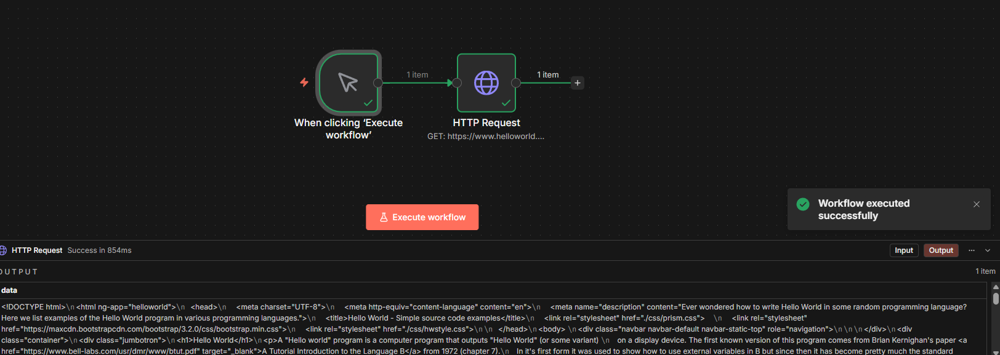 1 item
1 item
When clicking ‘Execute
workflow’
HTTP Request
GET: https://www.helloworld....
Execute workflow
Workflow executed
successfully
HTTP Request Success in 854ms
Input
Output
OUTPUT
1 item
data
<!DOCTYPE html>\n<html ng-app="helloworld">\n <head>\n <meta charset="UTF-8">\n <meta http-equiv="content-language" content="en">\n <meta name="description" content="Ever wondered how to write Hello World in some random programming language?
Here we list examples of the Hello World program in various programming languages.">\n <title>Hello World - Simple source code examples</title>\n <link rel="stylesheet" href="./css/prism.css"> \n <link rel="stylesheet"
href="https://maxcdn.bootstrapcdn.com/bootstrap/3.2.0/css/bootstrap.min.css">\n <link rel="stylesheet" href="./css/hwstyle.css">\n\n\n </head>\n<body> \n<div class="navbar navbar-default navbar-static-top" role="navigation">\n\n\n\n</div>\n<div
class="container">\n<div class="jumbotron">\n<h1>Hello World</h1>\n<p>A "Hello world" program is a computer program that outputs "Hello World" (or some variant) \n on a display device. The first known version of this program comes from Brian Kernighan's paper <a
href="https://www.bell-labs.com/usr/dmr/www/btut.pdf" target="_blank">A Tutorial Introduction to the Language B</a> from 1972 (chapter 7).\n In it's first form it was used to show how to use external variables in B but since then it has become pretty much the standard